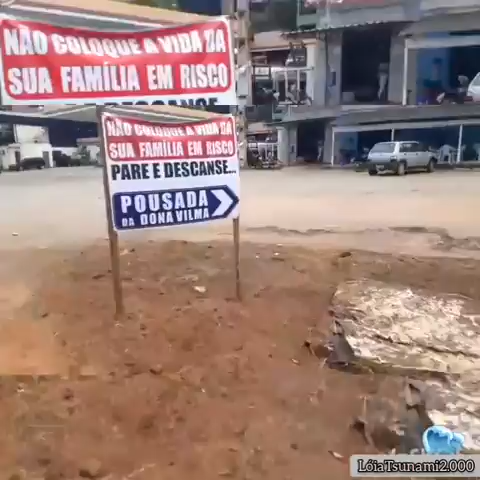 NÃO COLOQUE A VIDA DA
SUA FAMÍLIA EM RISCO
E DESCANSE
NÃO COLOQUE A VIDA DA
SUA FAMÍLIA EM RISCO
PARE E DESCANSE...
POUSADA
DA DONA VILMA
LóiaTsunami2.000